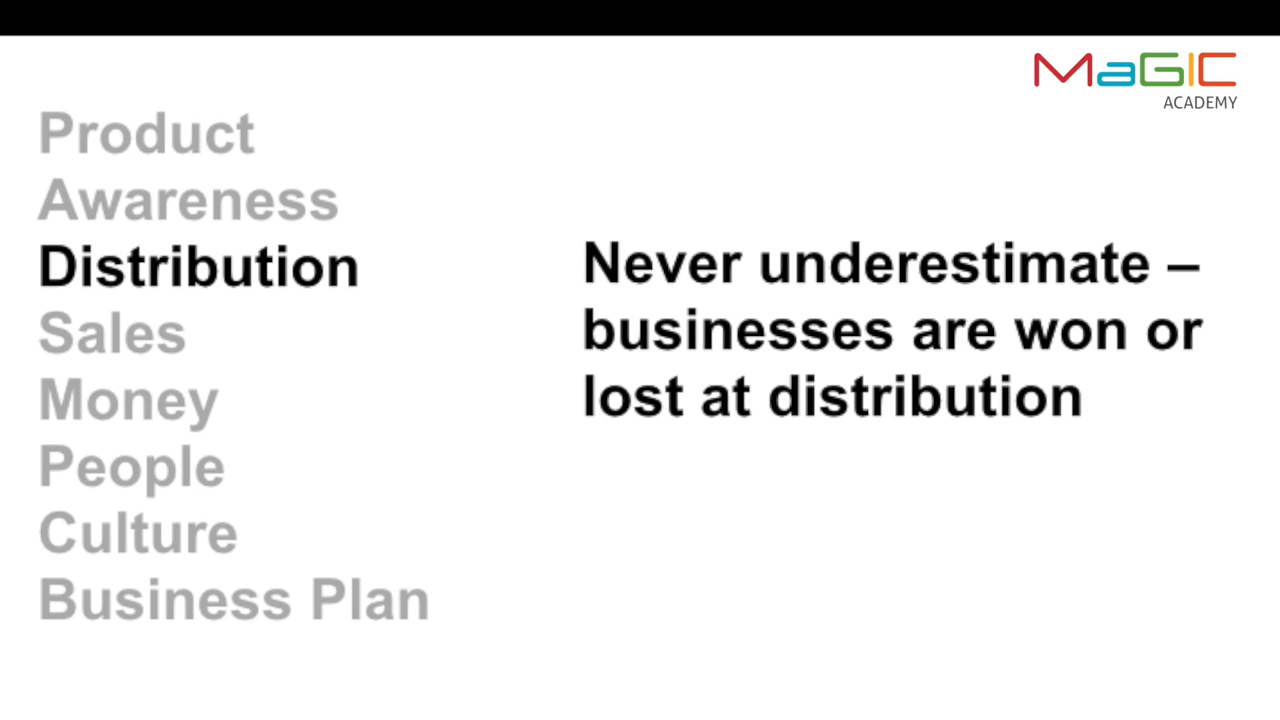 MaGIC
ACADEMY
Product
Awareness
Distribution
Sales
Money
People
Culture
Business Plan
Never underestimate –
businesses are won or
lost at distribution